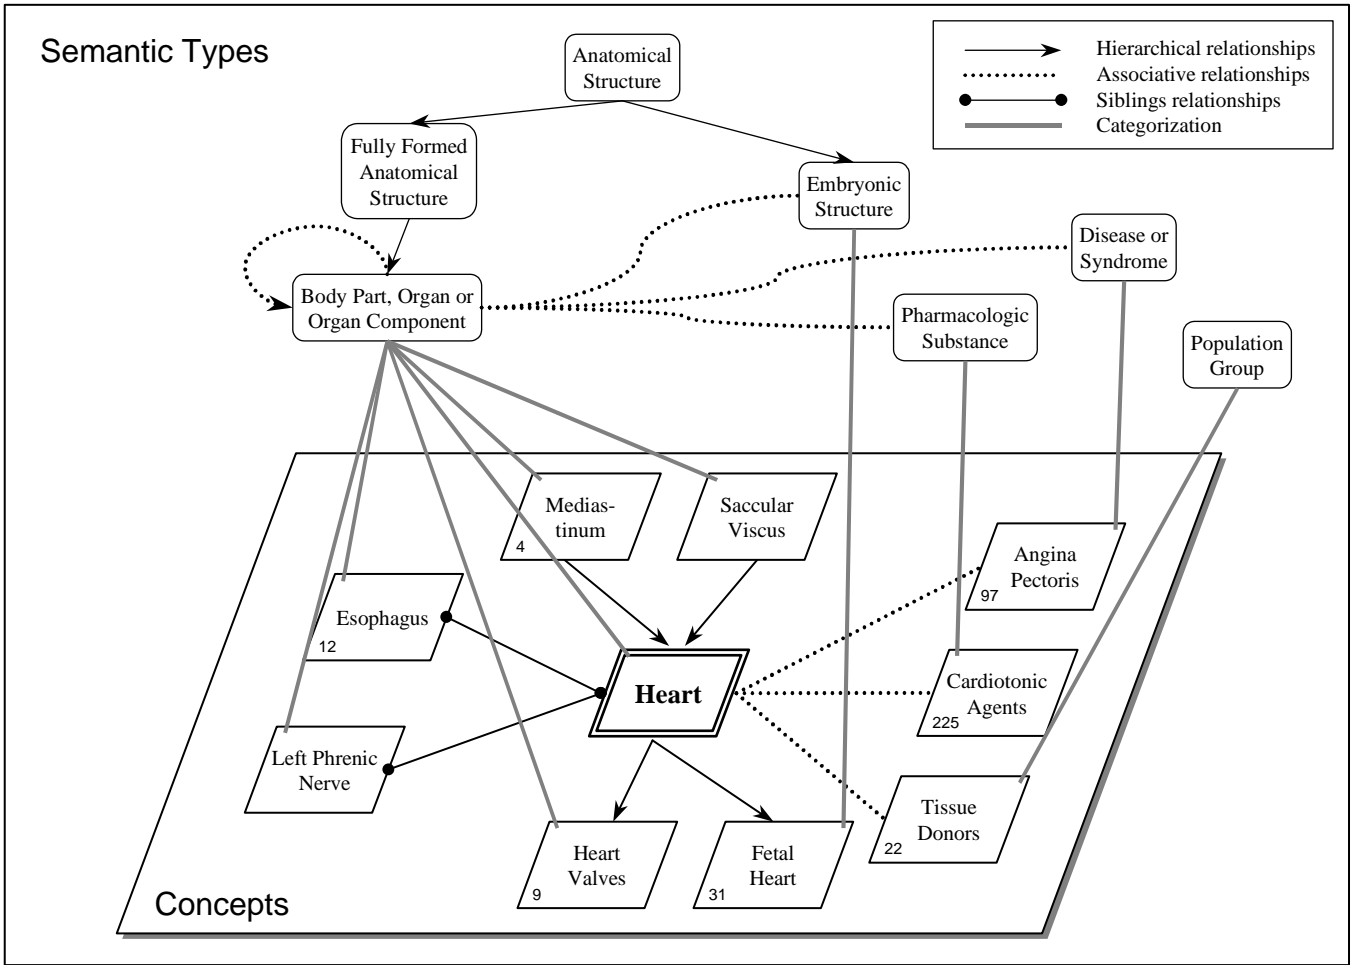 Semantic Types
Anatomical
Structure
Hierarchical relationships
Associative relationships
Siblings relationships
Categorization
Fully Formed
Anatomical
Structure
Embryonic
Structure
Disease or
Syndrome
Body Part, Organ or
Organ Component
Pharmacologic
Substance
Population
Group
Medias-
tinum
4
Saccular
Viscus
Angina
Pectoris
97
Esophagus
12
Heart
Cardiotonic
Agents
225
Left Phrenic
Nerve
Tissue
Donors
22
Heart
Valves
9
Fetal
Heart
31
Concepts